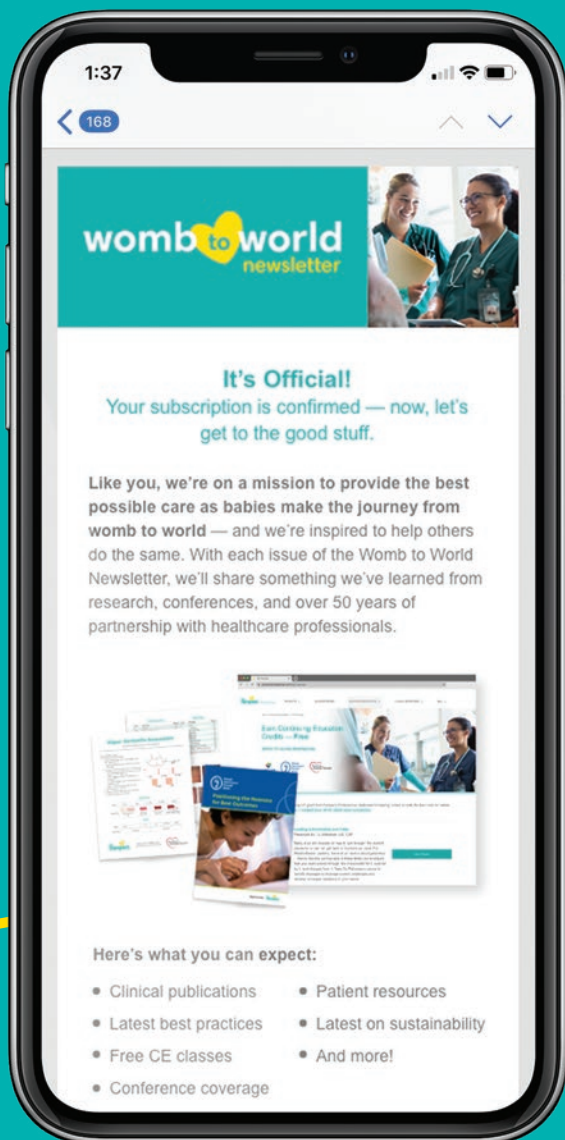 1:37
168
womb to world
newsletter
It's Official!
Your subscription is confirmed — now, let's
get to the good stuff.
Like you, we're on a mission to provide the best
possible care as babies make the journey from
womb to world — and we're inspired to help others
do the same. With each issue of the Womb to World
Newsletter, we'll share something we've learned from
research, conferences, and over 50 years of
partnership with healthcare professionals.
Earn Continuing Education
Credits — Free
Positioning the Neonate
for Best Outcomes
Here's what you can expect:
• Clinical publications
• Latest best practices
• Free CE classes
• Conference coverage
• Patient resources
• Latest on sustainability
• And more!